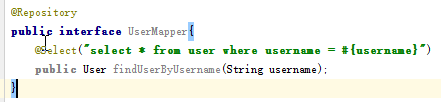 @Repository
public interface UserMapper{
@Select("select * from user where username = #{username}")
public User findUserByUsername(String username);
}